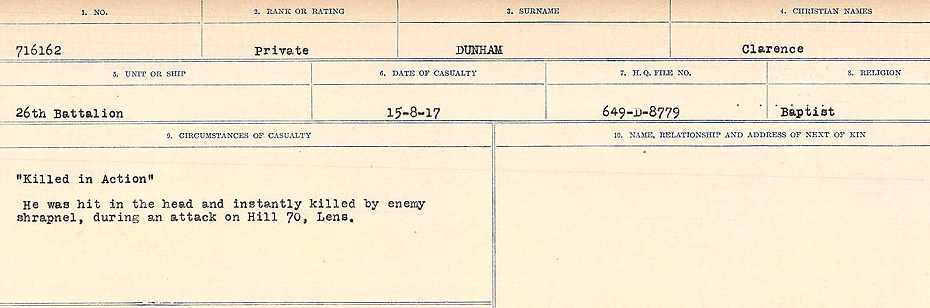 1. NO. 2. RANK OR RATING 3. SURNAME 4. CHRISTIAN NAMES
716162 Private DUNHAM Clarence
5. UNIT OR SHIP 6. DATE OF CASUALTY 7. H. Q. FILE NO. 8. RELIGION
26th Battalion 15-8-17 649-D-8779 Baptist
9. CIRCUMSTANCES OF CASUALTY 10. NAME, RELATIONSHIP AND ADDRESS OF NEXT OF KIN
"Killed in Action"
He was hit in the head and instantly killed by enemy
shrapnel, during an attack on Hill 70, Lens.